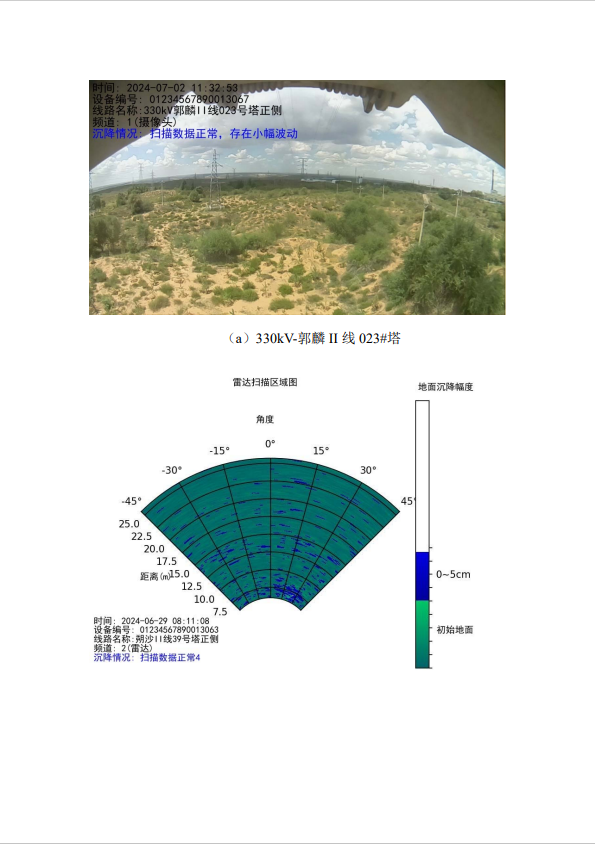 时间: 2024-07-02 11:32:53
设备编号: 01234567890013067
线路名称:330kV郭麟II线023号塔正侧
频道: 1(摄像头)
沉降情况: 扫描数据正常, 存在小幅波动
（a）330kV-郭麟 II 线 023#塔
雷达扫描区域图
地面沉降幅度
角度
0°
-15°
15°
-30°
30°
-45°
45°
25.0
22.5
20.0
17.5
距离(m)
15.0
12.5
10.0
7.5
0~5cm
初始地面
时间: 2024-06-29 08:11:08
设备编号: 01234567890013063
线路名称:朔沙II线39号塔正侧
频道: 2(雷达)
沉降情况: 扫描数据正常4